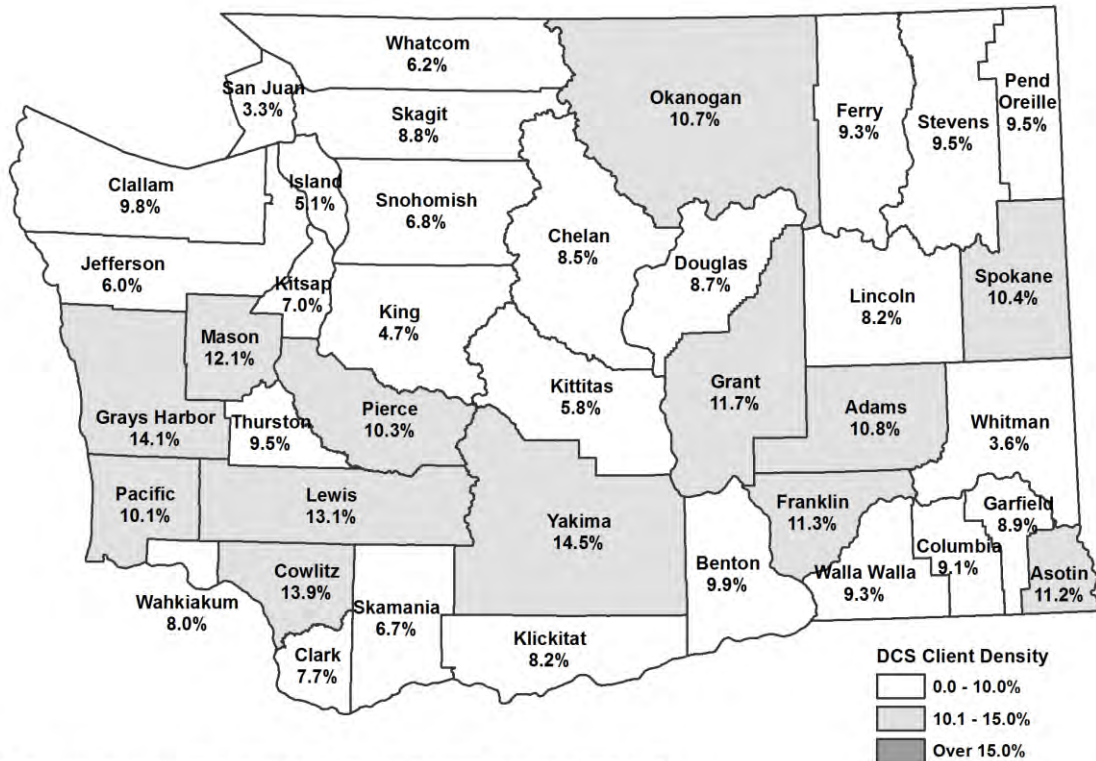 Whatcom
6.2%
San Juan
3.3%
Skagit
8.8%
Okanogan
10.7%
Ferry
9.3%
Stevens
9.5%
Pend
Oreille
9.5%
Clallam
9.8%
Island
5.1%
Snohomish
6.8%
Chelan
8.5%
Douglas
8.7%
Jefferson
6.0%
Kitsap
7.0%
King
4.7%
Lincoln
8.2%
Spokane
10.4%
Mason
12.1%
Kittitas
5.8%
Grant
11.7%
Adams
10.8%
Whitman
3.6%
Grays Harbor
14.1%
Thurston
9.5%
Pierce
10.3%
Pacific
10.1%
Lewis
13.1%
Yakima
14.5%
Franklin
11.3%
Garfield
8.9%
Columbia
9.1%
Asotin
11.2%
Benton
9.9%
Walla Walla
9.3%
Wahkiakum
8.0%
Cowlitz
13.9%
Skamania
6.7%
Klickitat
8.2%
Clark
7.7%
DCS Client Density
0.0 - 10.0%
10.1 - 15.0%
Over 15.0%